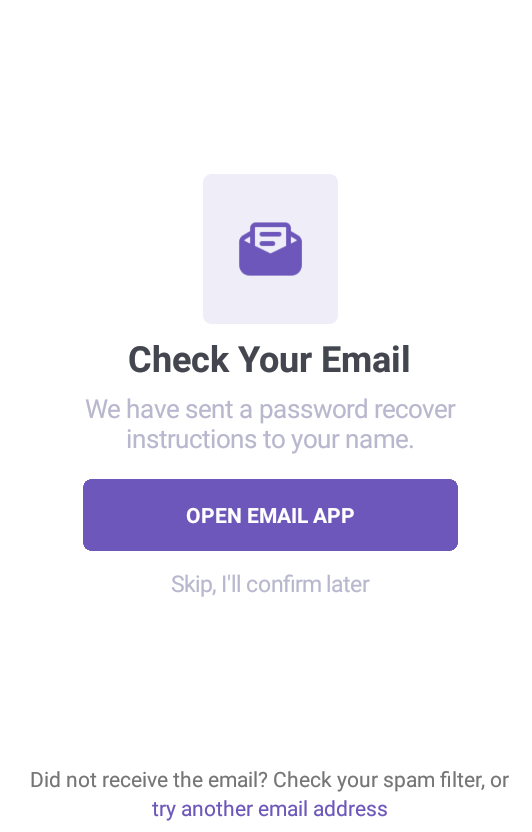 Check Your Email
We have sent a password recover
instructions to your name.
OPEN EMAIL APP
Skip, I'll confirm later
Did not receive the email? Check your spam filter, or
try another email address